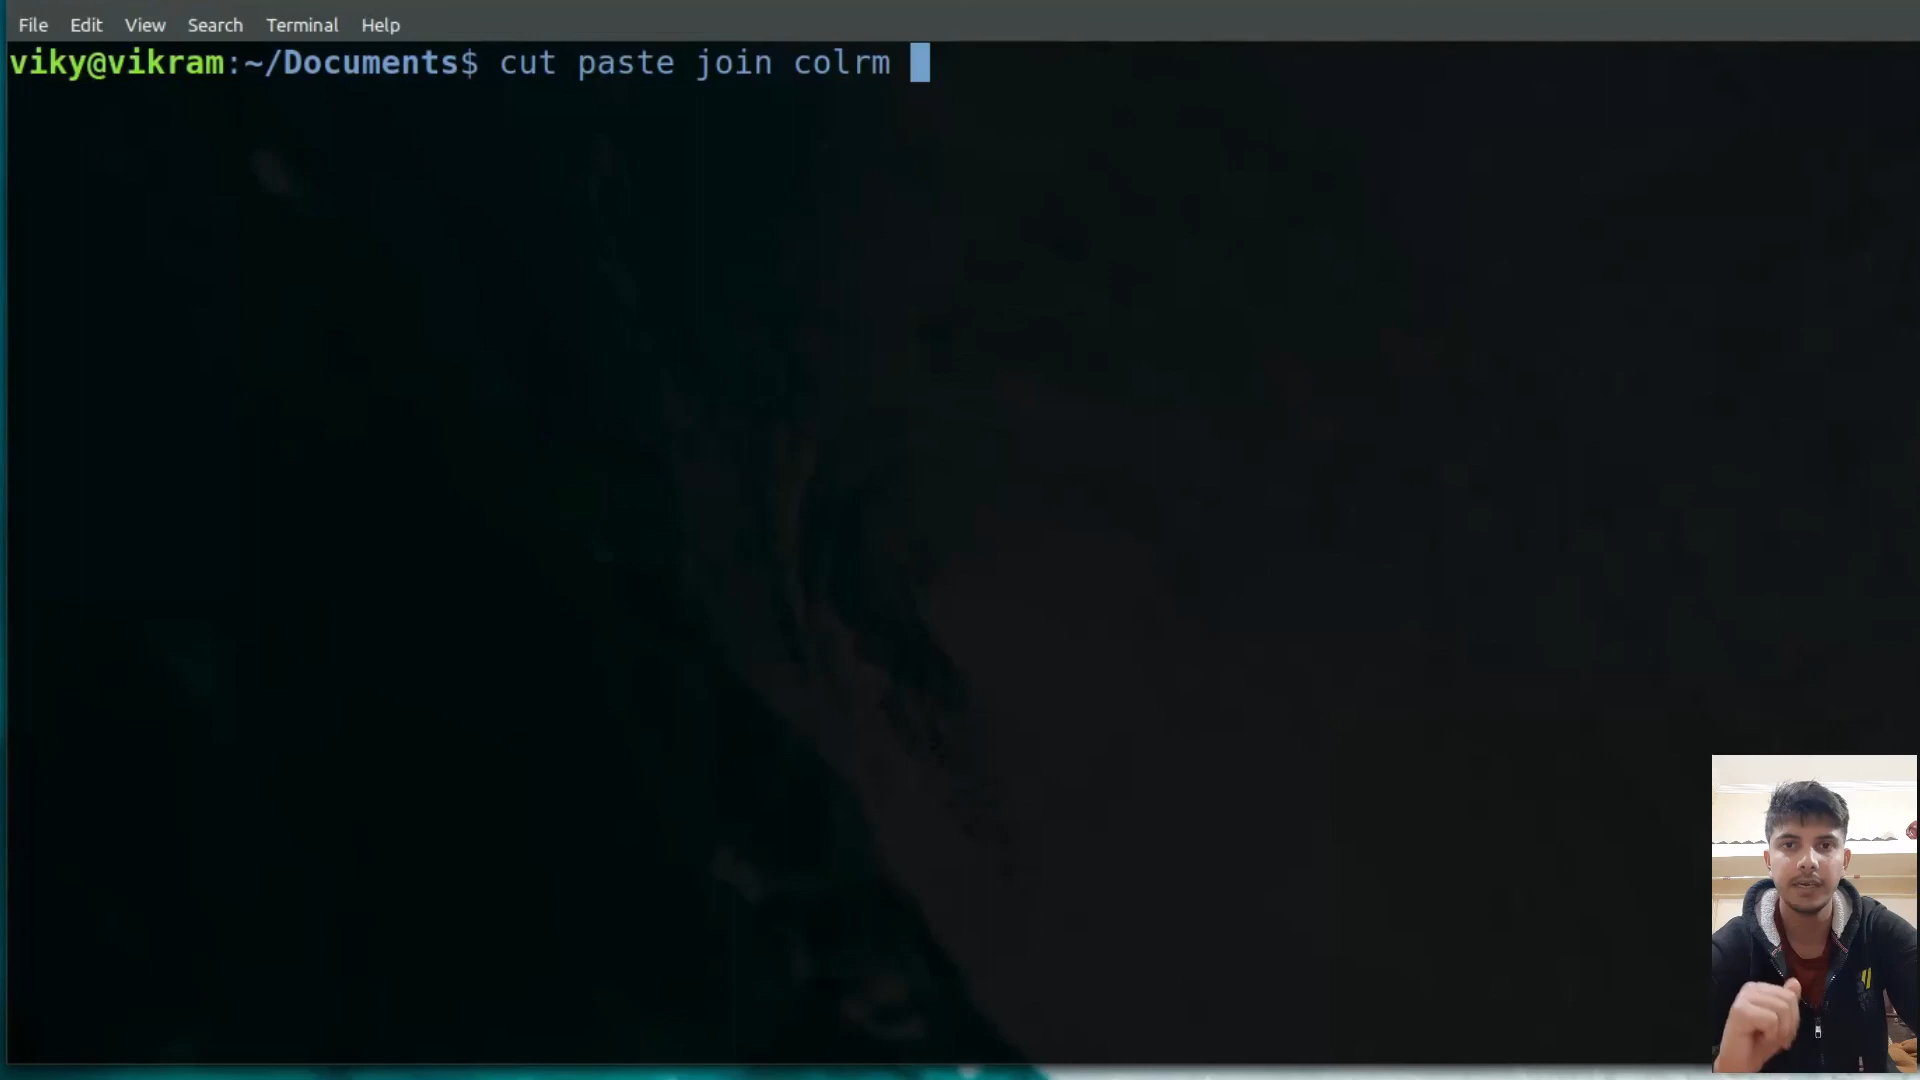 File Edit View Search Terminal Help
viky@vikram:~/Documents$ cut paste join colrm